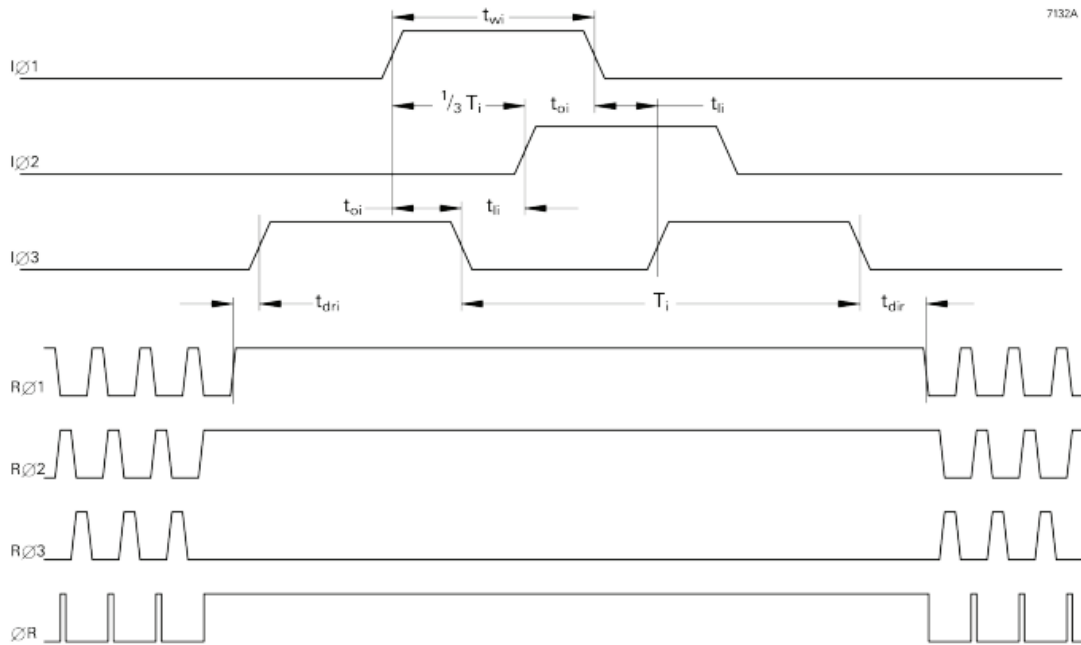 7132A
t_wi
IØ1
1/3 T_i
t_oi
t_li
IØ2
t_oi
t_li
IØ3
t_dri
T_i
t_dir
RØ1
RØ2
RØ3
ØR